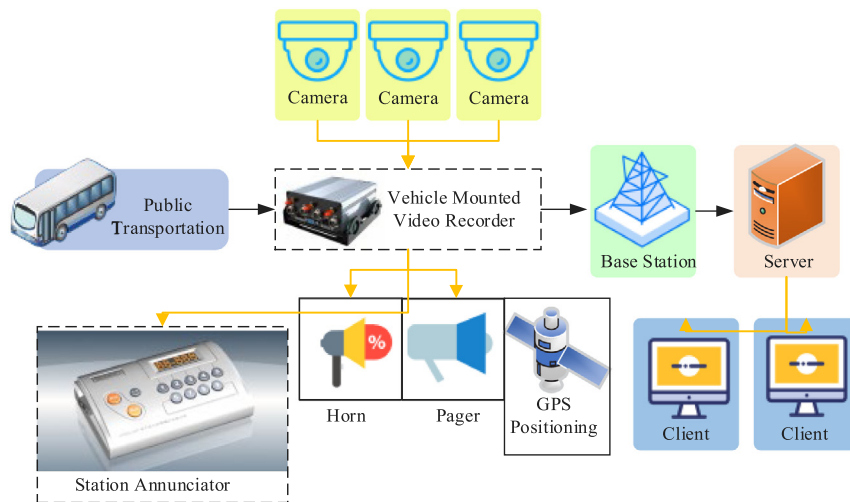 Camera
Camera
Camera
Public
Transportation
Vehicle Mounted
Video Recorder
Base Station
Server
%
Horn
Pager
GPS
Positioning
Client
Client
Station Annunciator